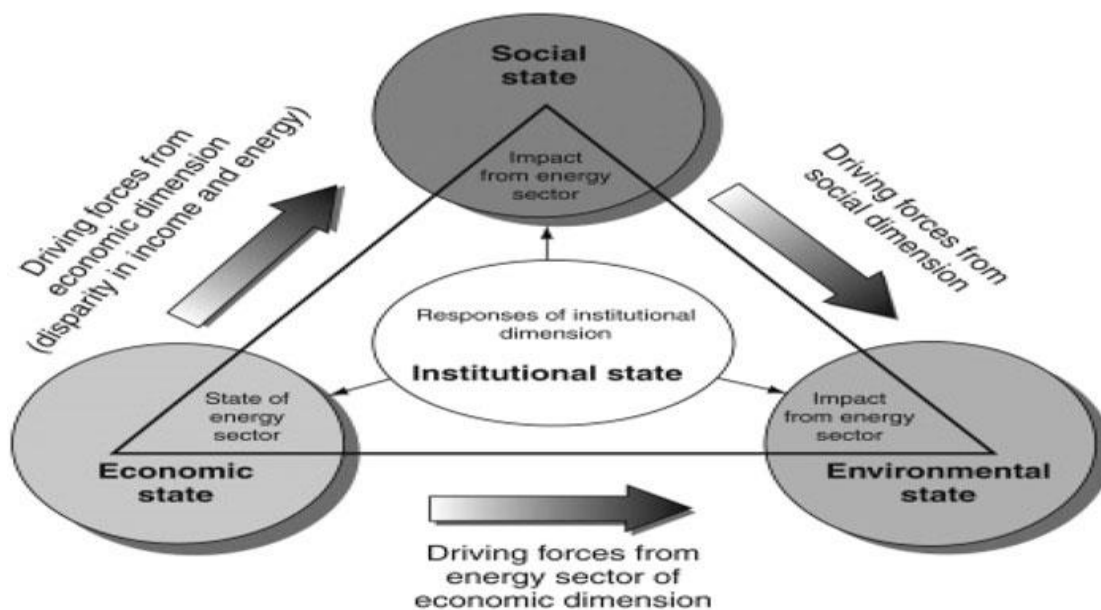 Social
state
Impact
from energy
sector
Driving forces from
economic dimension
(disparity in income and energy)
Driving forces from
social dimension
Responses of institutional
dimension
Institutional state
State of
energy
sector
Economic
state
Impact
from energy
sector
Environmental
state
Driving forces from
energy sector of
economic dimension